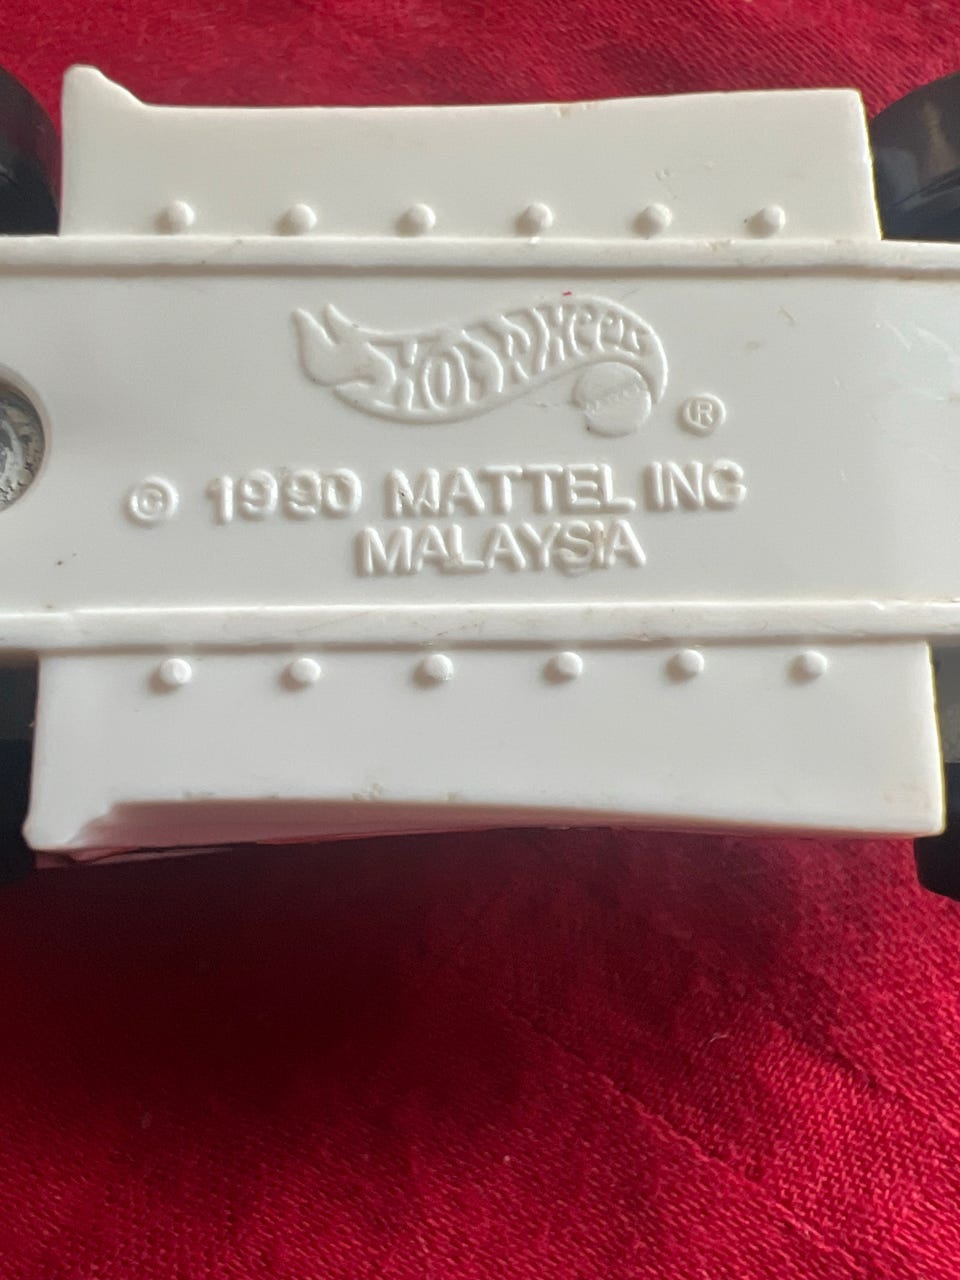 Hot Wheels ®
© 1990 MATTEL INC
MALAYSIA